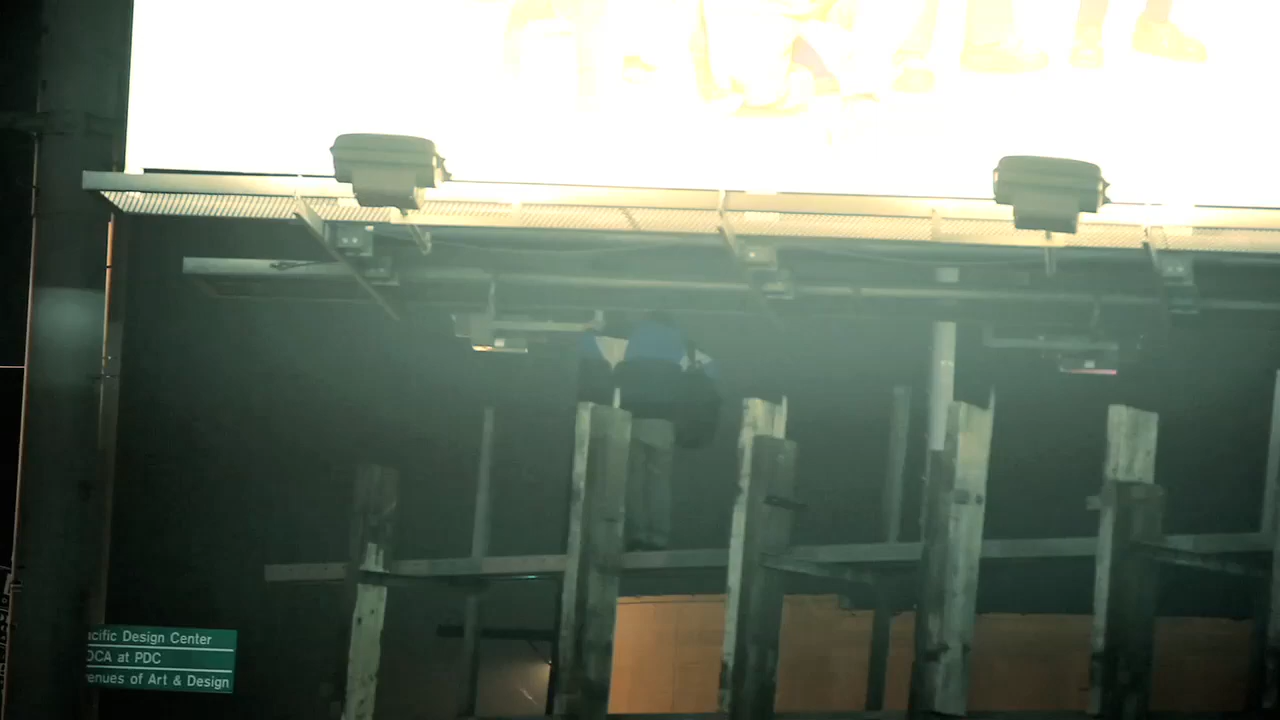 acific Design Center
OCA at PDC
enues of Art & Design